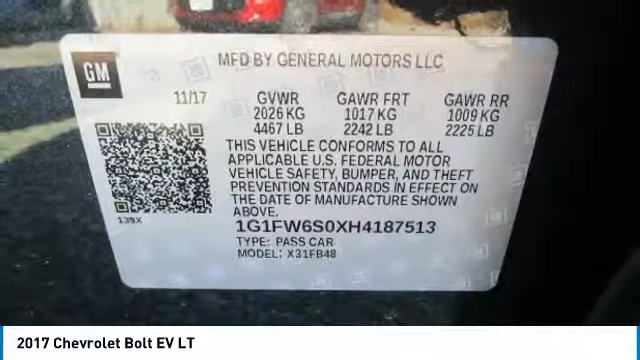 GM
MFD BY GENERAL MOTORS LLC
11/17
GVWR GAWR FRT GAWR RR
2026 KG 1017 KG 1009 KG
4467 LB 2242 LB 2225 LB
THIS VEHICLE CONFORMS TO ALL
APPLICABLE U.S. FEDERAL MOTOR
VEHICLE SAFETY, BUMPER, AND THEFT
PREVENTION STANDARDS IN EFFECT ON
THE DATE OF MANUFACTURE SHOWN
ABOVE.
139X
1G1FW6S0XH4187513
TYPE: PASS CAR
MODEL: X31FB48
2017 Chevrolet Bolt EV LT